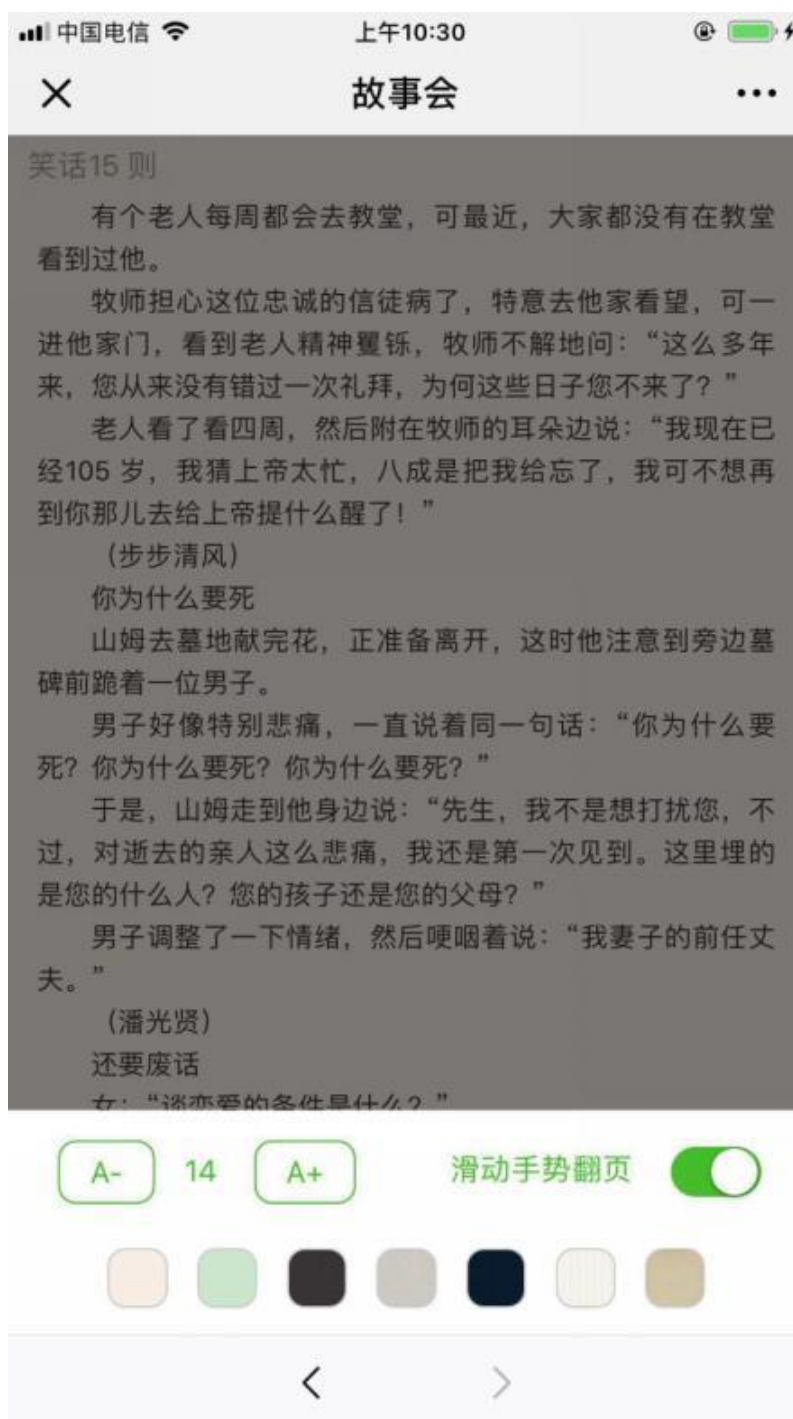 中国电信 上午10:30
故事会
笑话15 则
有个老人每周都会去教堂，可最近，大家都没有在教堂
看到过他。
牧师担心这位忠诚的信徒病了，特意去他家看望，可一
进他家门，看到老人精神矍铄，牧师不解地问：“这么多年
来，您从来没有错过一次礼拜，为何这些日子您不来了？”
老人看了看四周，然后附在牧师的耳朵边说：“我现在已
经105 岁，我猜上帝太忙，八成是把我给忘了，我可不想再
到你那儿去给上帝提什么醒了！”
（步步清风）
你为什么要死
山姆去墓地献完花，正准备离开，这时他注意到旁边墓
碑前跪着一位男子。
男子好像特别悲痛，一直说着同一句话：“你为什么要
死？你为什么要死？你为什么要死？”
于是，山姆走到他身边说：“先生，我不是想打扰您，不
过，对逝去的亲人这么悲痛，我还是第一次见到。这里埋的
是您的什么人？您的孩子还是您的父母？”
男子调整了一下情绪，然后哽咽着说：“我妻子的前任丈
夫。”
（潘光贤）
还要废话
女：“谈恋爱的条件是什么？”
A- 14 A+ 滑动手势翻页